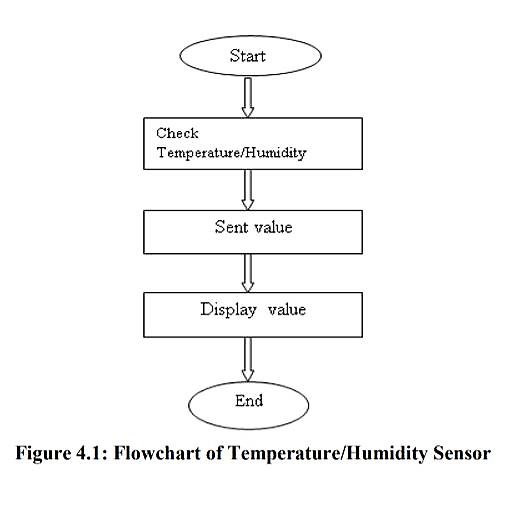 Start
Check
Temperature/Humidity
Sent value
Display value
End
Figure 4.1: Flowchart of Temperature/Humidity Sensor